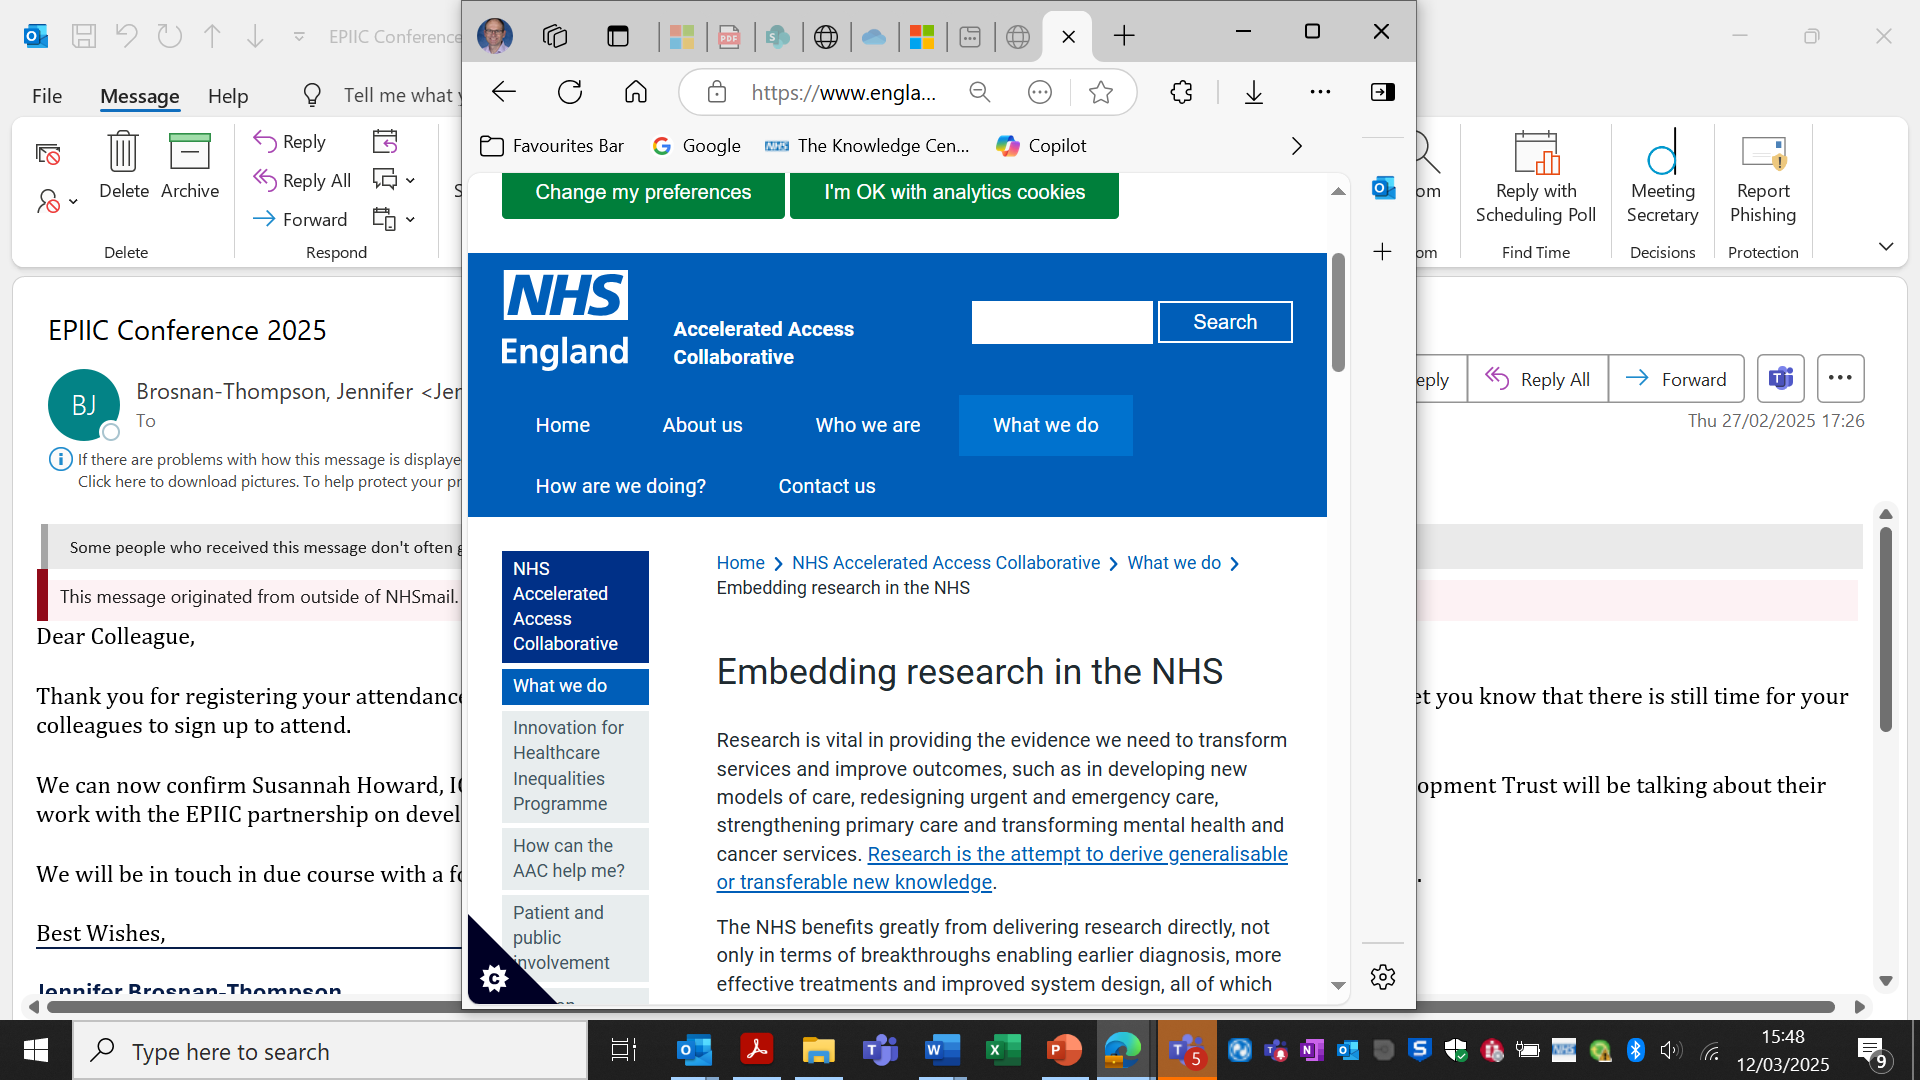 EPIIC Conference
File
Message
Help
Tell me what
Delete
Archive
Reply
Reply All
Forward
Delete
Respond
Reply with
Scheduling Poll
Find Time
Meeting
Secretary
Decisions
Report
Phishing
Protection
https://www.engla...
Favourites Bar
Google
NHS
The Knowledge Cen...
Copilot
Change my preferences
I'm OK with analytics cookies
NHS
England
Accelerated Access
Collaborative
Search
Home
About us
Who we are
What we do
How are we doing?
Contact us
NHS
Accelerated
Access
Collaborative
What we do
Innovation for
Healthcare
Inequalities
Programme
How can the
AAC help me?
Patient and
public
involvement
Home > NHS Accelerated Access Collaborative > What we do >
Embedding research in the NHS
Embedding research in the NHS
Research is vital in providing the evidence we need to transform
services and improve outcomes, such as in developing new
models of care, redesigning urgent and emergency care,
strengthening primary care and transforming mental health and
cancer services. Research is the attempt to derive generalisable
or transferable new knowledge.
The NHS benefits greatly from delivering research directly, not
only in terms of breakthroughs enabling earlier diagnosis, more
effective treatments and improved system design, all of which
EPIIC Conference 2025
BJ
Brosnan-Thompson, Jennifer <Jer
To
Reply All
Forward
Thu 27/02/2025 17:26
If there are problems with how this message is displaye
Click here to download pictures. To help protect your pr
Some people who received this message don't often g
This message originated from outside of NHSmail.
Dear Colleague,
Thank you for registering your attendance
et you know that there is still time for your
colleagues to sign up to attend.
We can now confirm Susannah Howard, IC
opment Trust will be talking about their
work with the EPIIC partnership on devel
We will be in touch in due course with a fo
Best Wishes,
Jennifer Brosnan-Thompson
Type here to search
5
15:48
12/03/2025
9